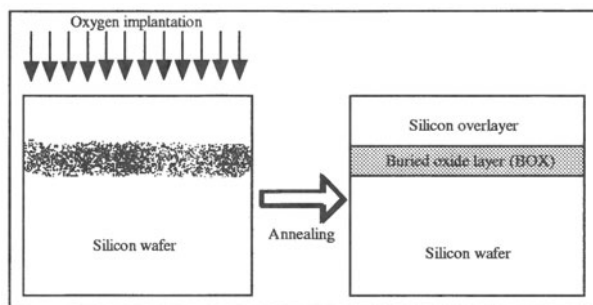 Oxygen implantation
Silicon wafer
Annealing
Silicon overlayer
Buried oxide layer (BOX)
Silicon wafer